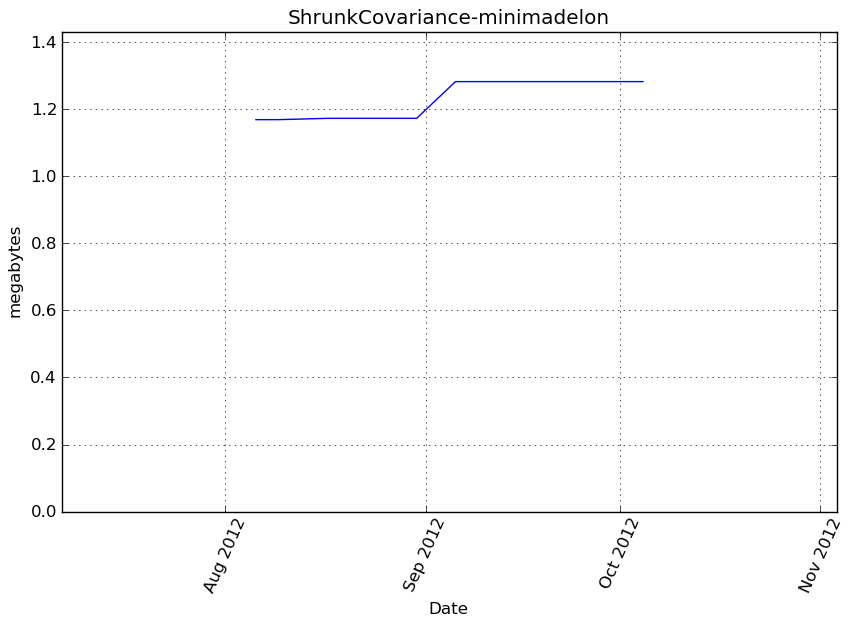 ShrunkCovariance-minimadelon
1.4
1.2
1.0
0.8
0.6
0.4
0.2
0.0
megabytes
Aug 2012
Sep 2012
Oct 2012
Nov 2012
Date